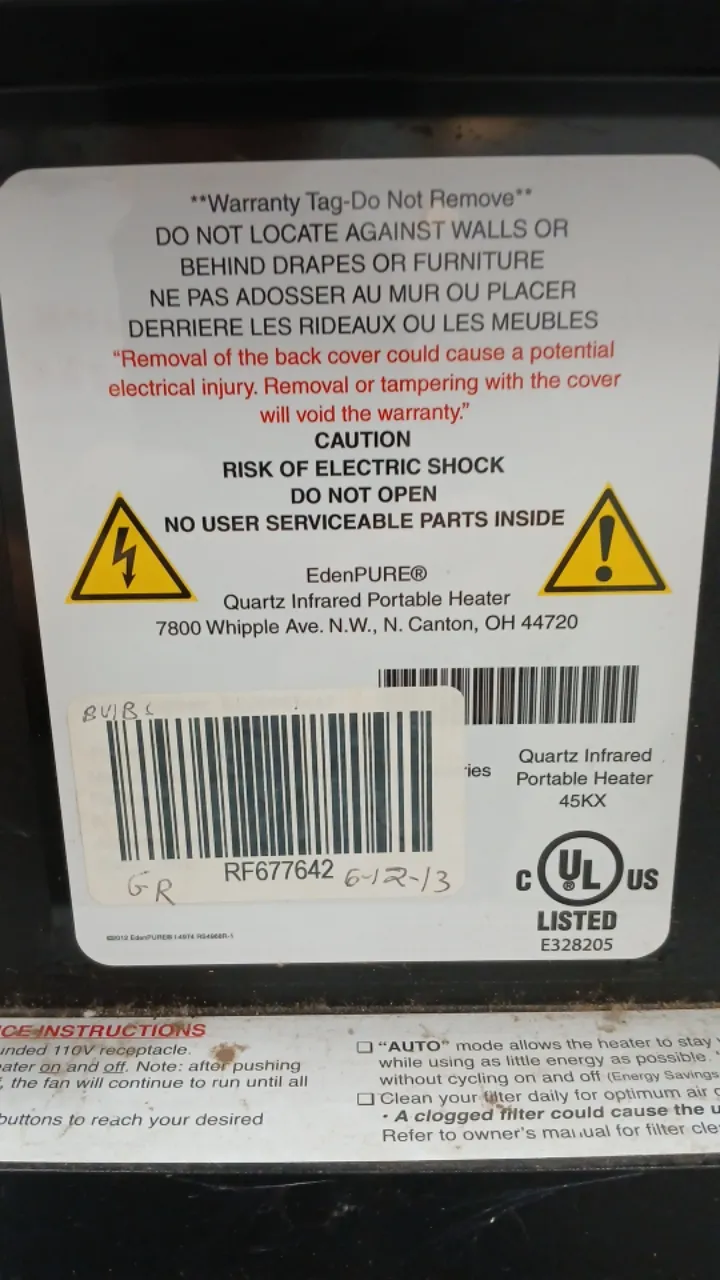 **Warranty Tag-Do Not Remove**
DO NOT LOCATE AGAINST WALLS OR
BEHIND DRAPES OR FURNITURE
NE PAS ADOSSER AU MUR OU PLACER
DERRIERE LES RIDEAUX OU LES MEUBLES
“Removal of the back cover could cause a potential
electrical injury. Removal or tampering with the cover
will void the warranty.”
CAUTION
RISK OF ELECTRIC SHOCK
DO NOT OPEN
NO USER SERVICEABLE PARTS INSIDE
EdenPURE®
Quartz Infrared Portable Heater
7800 Whipple Ave. N.W., N. Canton, OH 44720
BULBS
ries
Quartz Infrared
Portable Heater
45KX
RF677642
GR
6-12-13
C UL® US
LISTED
E328205
©2012 EdenPURE®
CE INSTRUCTIONS
unded 110V receptacle.
eater on and off. Note: after pushing
, the fan will continue to run until all
buttons to reach your desired
❑ “AUTO” mode allows the heater to stay
while using as little energy as possible.
without cycling on and off (Energy Savings
❑ Clean your filter daily for optimum air
• A clogged filter could cause the u
Refer to owner's manual for filter cle